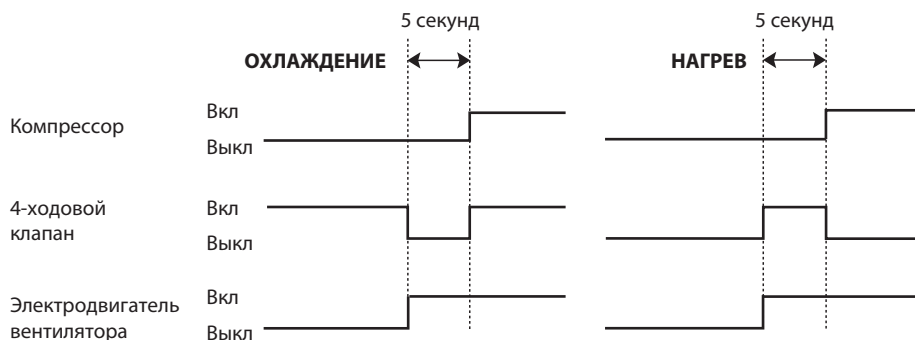 5 секунд
5 секунд
ОХЛАЖДЕНИЕ
НАГРЕВ
Компрессор
Вкл
Выкл
4-ходовой
клапан
Вкл
Выкл
Электродвигатель
вентилятора
Вкл
Выкл